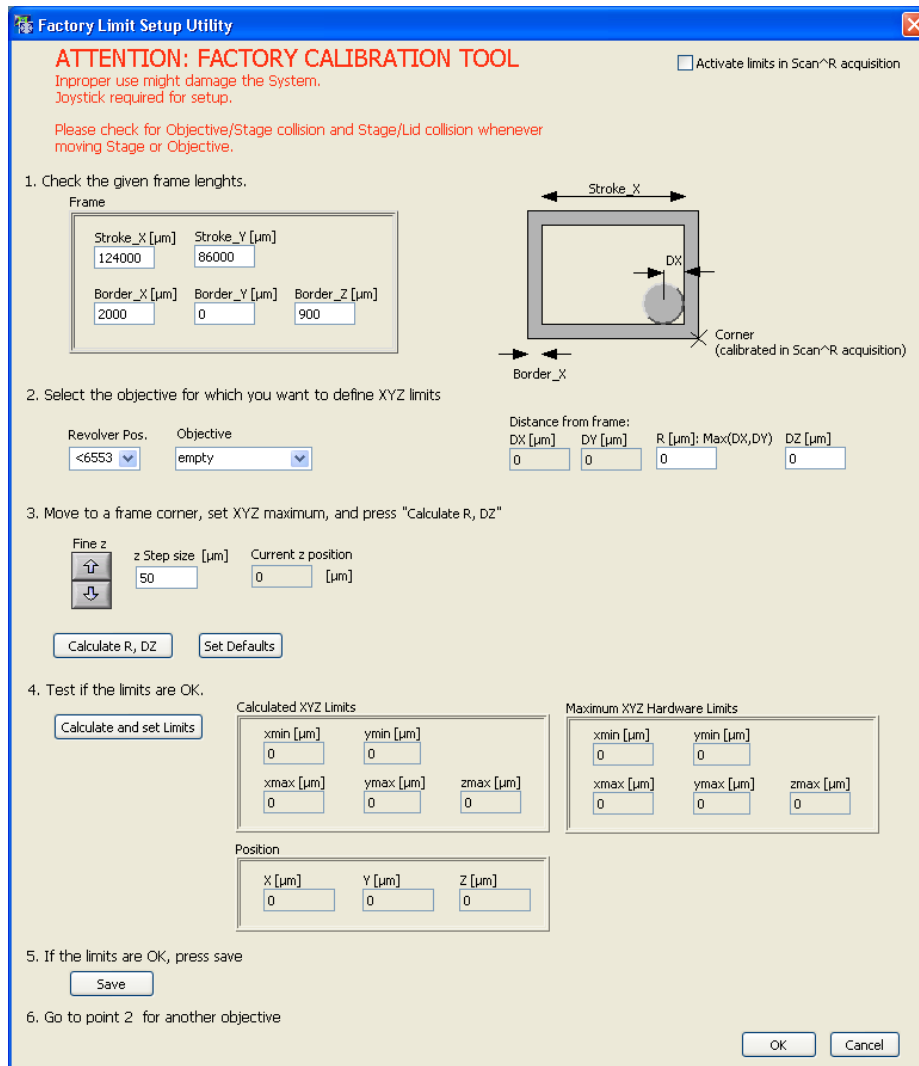 Factory Limit Setup Utility
ATTENTION: FACTORY CALIBRATION TOOL
Activate limits in Scan^R acquisition
Inproper use might damage the System.
Joystick required for setup.
Please check for Objective/Stage collision and Stage/Lid collision whenever
moving Stage or Objective.
1. Check the given frame lenghts.
Frame
Stroke_X [µm] Stroke_Y [µm]
124000 86000
Border_X [µm] Border_Y [µm] Border_Z [µm]
2000 0 900
Stroke_X
DX
Corner
(calibrated in Scan^R acquisition)
Border_X
2. Select the objective for which you want to define XYZ limits
Revolver Pos. Objective
<6553 empty
Distance from frame:
DX [µm] DY [µm] R [µm]: Max(DX,DY) DZ [µm]
0 0 0 0
3. Move to a frame corner, set XYZ maximum, and press "Calculate R, DZ"
Fine z z Step size [µm] Current z position
50 0 [µm]
Calculate R, DZ Set Defaults
4. Test if the limits are OK.
Calculate and set Limits
Calculated XYZ Limits
xmin [µm] ymin [µm]
0 0
xmax [µm] ymax [µm] zmax [µm]
0 0 0
Maximum XYZ Hardware Limits
xmin [µm] ymin [µm]
0 0
xmax [µm] ymax [µm] zmax [µm]
0 0 0
Position
X [µm] Y [µm] Z [µm]
0 0 0
5. If the limits are OK, press save
Save
6. Go to point 2 for another objective
OK Cancel